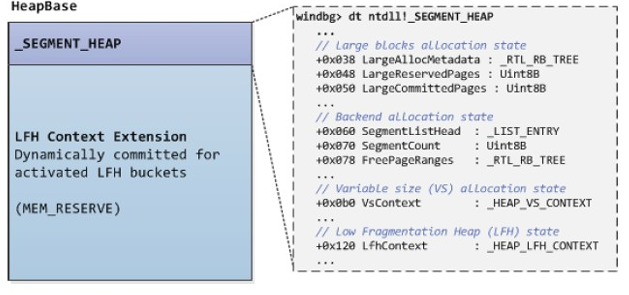 HeapBase
_SEGMENT_HEAP
LFH Context Extension
Dynamically committed for
activated LFH buckets
(MEM_RESERVE)
windbg> dt ntdll!_SEGMENT_HEAP
...
// Large blocks allocation state
+0x038 LargeAllocMetadata : _RTL_RB_TREE
+0x048 LargeReservedPages : Uint8B
+0x050 LargeCommittedPages : Uint8B
...
// Backend allocation state
+0x060 SegmentListHead : _LIST_ENTRY
+0x070 SegmentCount : Uint8B
+0x078 FreePageRanges : _RTL_RB_TREE
...
// Variable size (VS) allocation state
+0x0b0 VsContext : _HEAP_VS_CONTEXT
...
// Low Fragmentation Heap (LFH) state
+0x120 LfhContext : _HEAP_LFH_CONTEXT
...